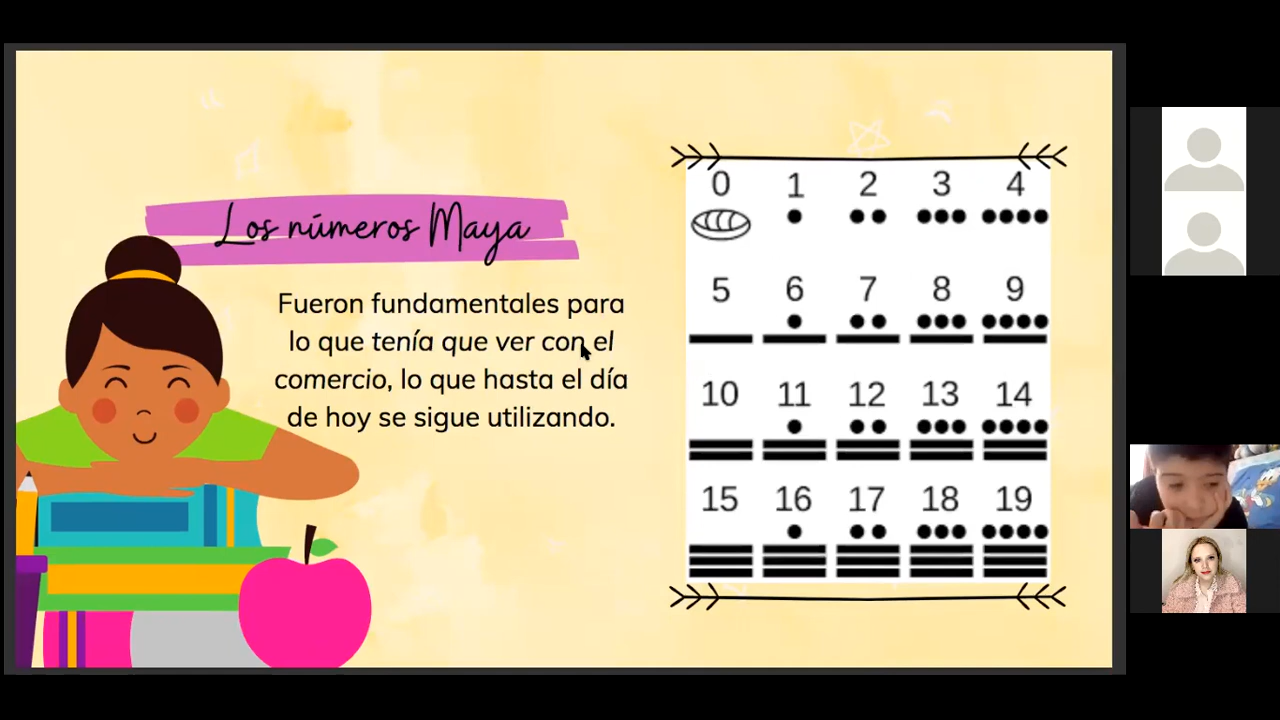 Los números Maya
Fueron fundamentales para
lo que tenía que ver con el
comercio, lo que hasta el día
de hoy se sigue utilizando.
0 1 2 3 4
5 6 7 8 9
10 11 12 13 14
15 16 17 18 19